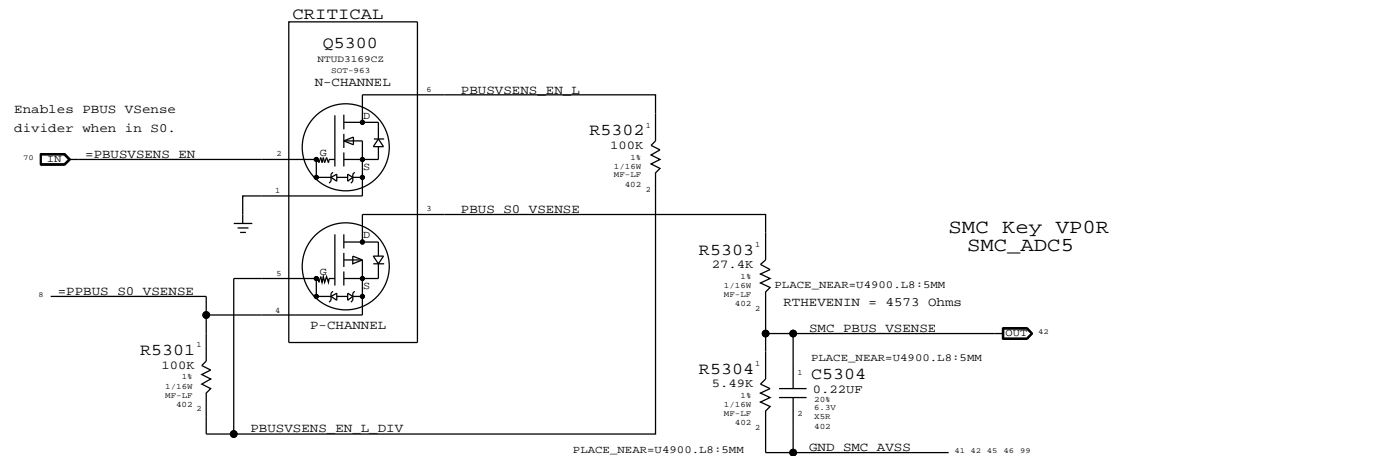 CRITICAL
Q5300
NTUD3169CZ
SOT-963
N-CHANNEL
6
PBUSVSENS_EN_L
Enables PBUS VSense
divider when in S0.
70
IN
=PBUSVSENS_EN
2
G
D
S
1
R5302
100K
1%
1/16W
MF-LF
402
1
2
3
PBUS_S0_VSENSE
D
G
S
5
4
P-CHANNEL
8
=PPBUS_S0_VSENSE
R5301
100K
1%
1/16W
MF-LF
402
1
2
PBUSVSENS_EN_L_DIV
R5303
27.4K
1%
1/16W
MF-LF
402
1
2
PLACE_NEAR=U4900.L8:5MM
RTHEVENIN = 4573 Ohms
SMC Key VP0R
SMC_ADC5
SMC_PBUS_VSENSE
OUT
42
R5304
5.49K
1%
1/16W
MF-LF
402
1
2
PLACE_NEAR=U4900.L8:5MM
C5304
0.22UF
20%
6.3V
X5R
402
1
2
PLACE_NEAR=U4900.L8:5MM
GND_SMC_AVSS
41 42 45 46 99